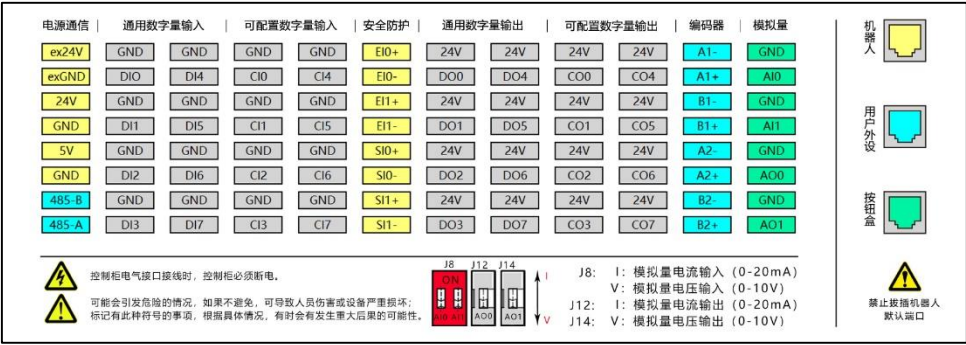 电源通信 | 通用数字量输入 | 可配置数字量输入 | 安全防护 | 通用数字量输出 | 可配置数字量输出 | 编码器 | 模拟量
ex24V GND GND GND GND EI0+ 24V 24V 24V 24V A1- GND
exGND DIO DI4 CI0 CI4 EI0- DO0 DO4 CO0 CO4 A1+ AI0
24V GND GND GND GND EI1+ 24V 24V 24V 24V B1- GND
GND DI1 DI5 CI1 CI5 EI1- DO1 DO5 CO1 CO5 B1+ AI1
5V GND GND GND GND SI0+ 24V 24V 24V 24V A2- GND
GND DI2 DI6 CI2 CI6 SI0- DO2 DO6 CO2 CO6 A2+ AO0
485-B GND GND GND GND SI1+ 24V 24V 24V 24V B2- GND
485-A DI3 DI7 CI3 CI7 SI1- DO3 DO7 CO3 CO7 B2+ AO1
机器人
用户外设
按钮盒
控制柜电气接口接线时，控制柜必须断电。
可能会引发危险的情况，如果不避免，可导致人员伤害或设备严重损坏；
标记有此种符号的事项，根据具体情况，有时会有发生重大后果的可能性。
J8 J12 J14
ON
I
AI0 AI1 AO0 AO1
V
J8: I: 模拟量电流输入 (0-20mA)
V: 模拟量电压输入 (0-10V)
J12: I: 模拟量电流输出 (0-20mA)
J14: V: 模拟量电压输出 (0-10V)
禁止拔插机器人
默认端口